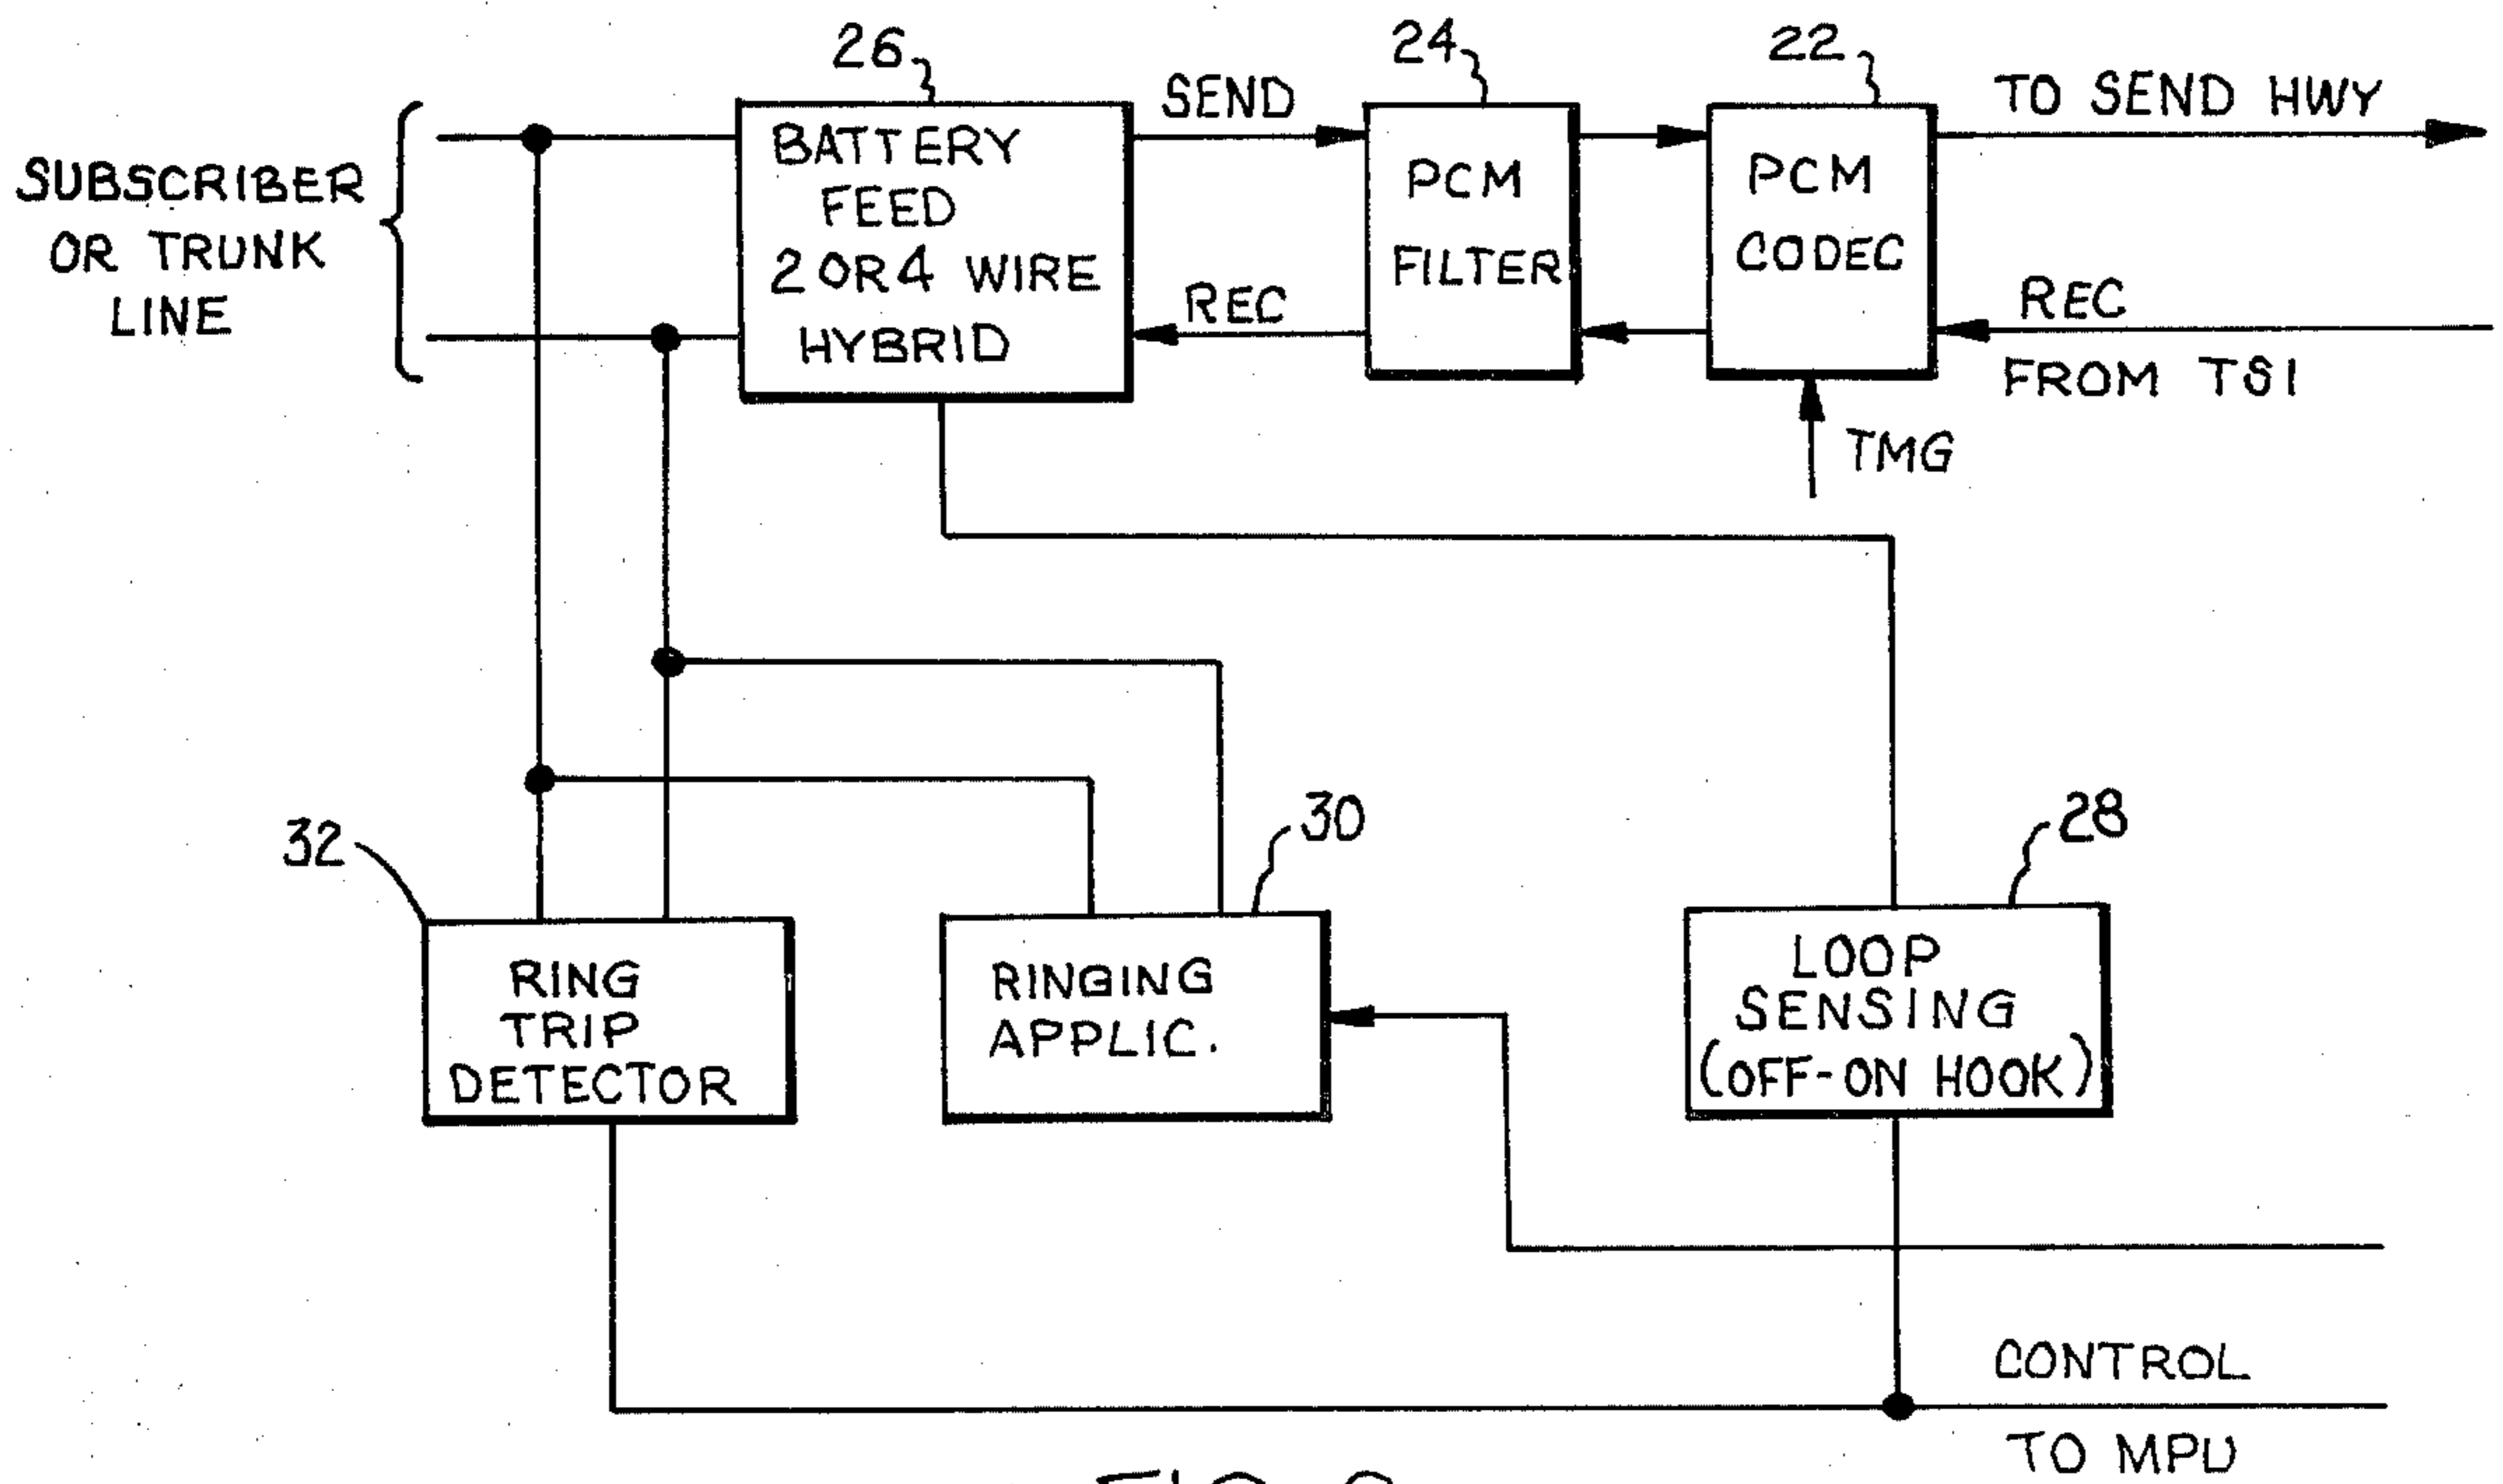 26
24
22
SEND
TO SEND HWY
SUBSCRIBER
OR TRUNK
LINE
BATTERY
FEED
2 OR 4 WIRE
HYBRID
PCM
FILTER
PCM
CODEC
REC
REC
FROM TSI
TMG
32
30
28
RING
TRIP
DETECTOR
RINGING
APPLIC.
LOOP
SENSING
(OFF-ON HOOK)
CONTROL
TO MPU